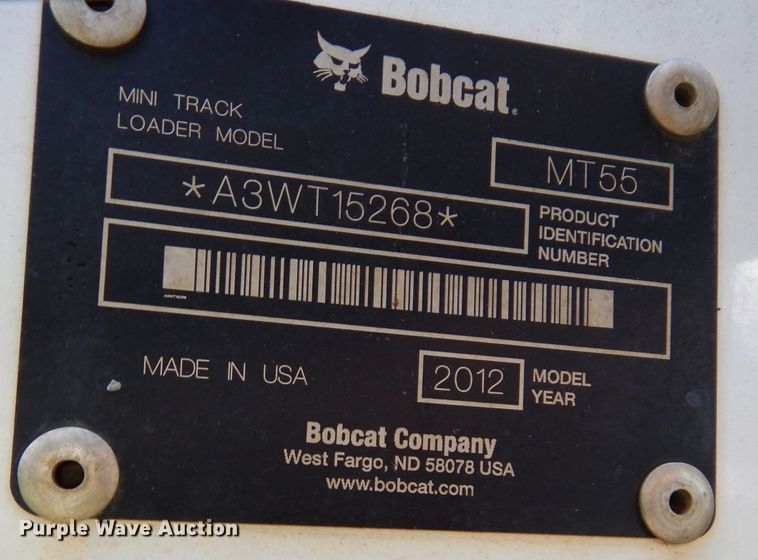 Bobcat
MINI TRACK
LOADER MODEL
MT55
*A3WT15268*
PRODUCT
IDENTIFICATION
NUMBER
A3WT15268
MADE IN USA
2012
MODEL
YEAR
Bobcat Company
West Fargo, ND 58078 USA
www.bobcat.com
Purple Wave Auction